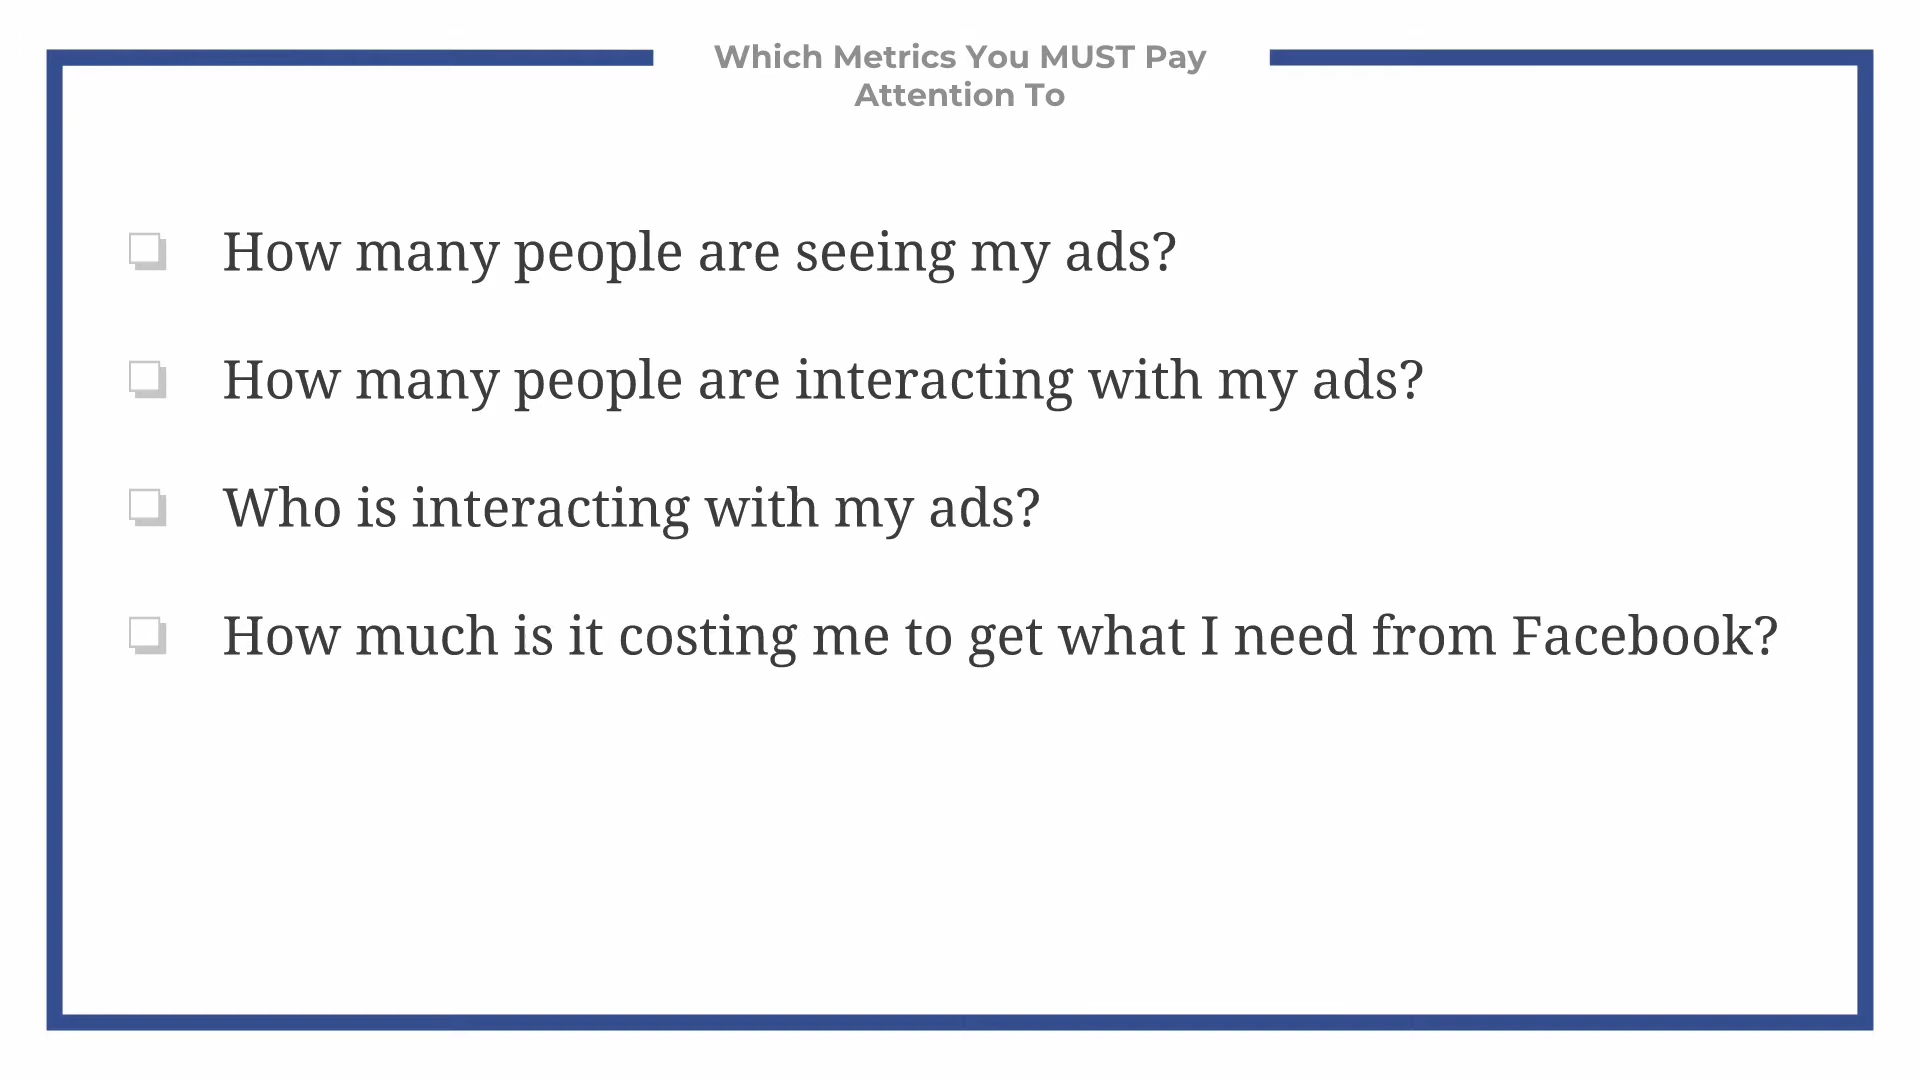 Which Metrics You MUST Pay
Attention To
How many people are seeing my ads?
How many people are interacting with my ads?
Who is interacting with my ads?
How much is it costing me to get what I need from Facebook?